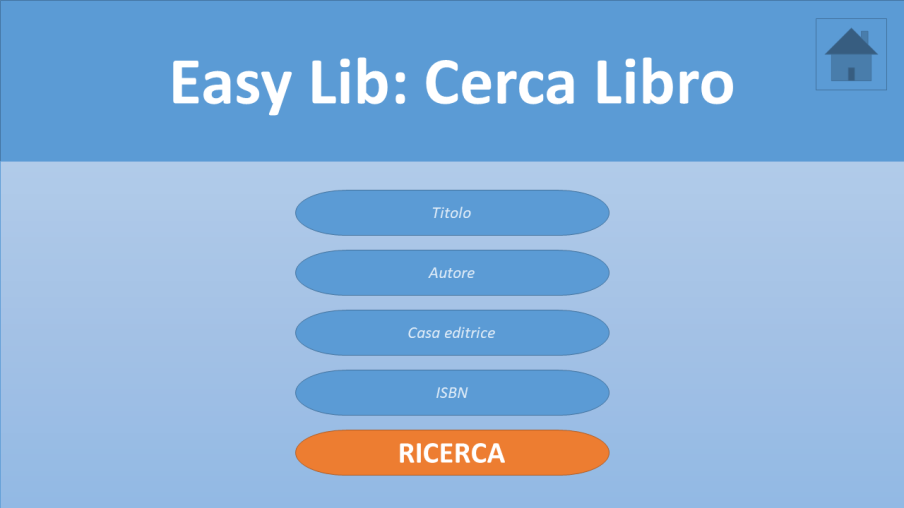 Easy Lib: Cerca Libro
Titolo
Autore
Casa editrice
ISBN
RICERCA